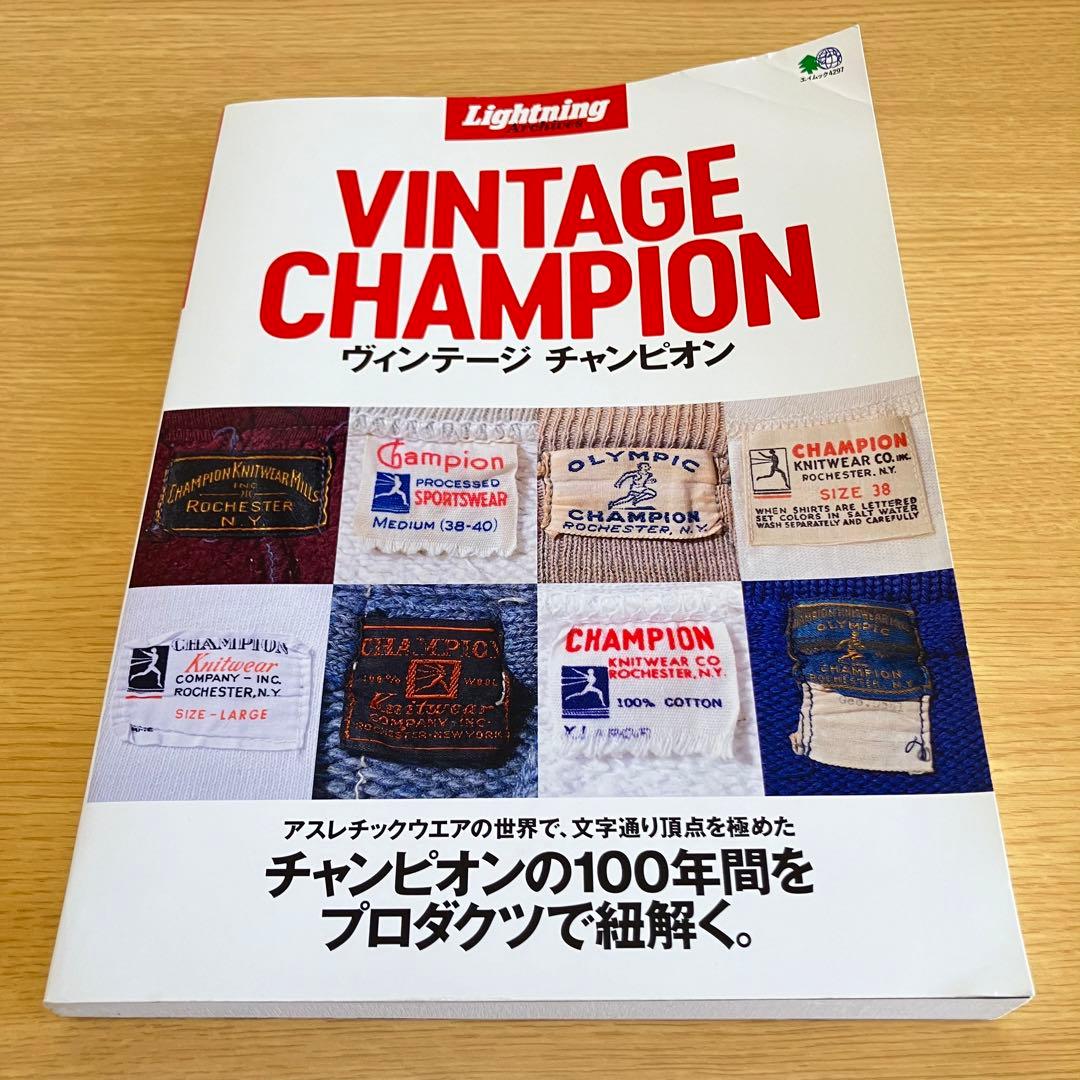 エイムック4297
Lightning
Archives
VINTAGE
CHAMPION
ヴィンテージ チャンピオン
CHAMPION KNITWEAR MILLS
INC
ROCHESTER
N.Y.
Champion
PROCESSED
SPORTSWEAR
MEDIUM (38-40)
OLYMPIC
CHAMPION
ROCHESTER, N.Y.
CHAMPION
KNITWEAR CO. INC.
ROCHESTER, N.Y.
SIZE 38
WHEN SHIRTS ARE LETTERED
SET COLORS IN SALT WATER
WASH SEPARATELY AND CAREFULLY
CHAMPION
Knitwear
COMPANY-INC.
ROCHESTER, N.Y.
SIZE-LARGE
CHAMPION
100% WOOL
Knitwear
COMPANY-INC.
ROCHESTER-NEW YORK
CHAMPION
KNITWEAR CO
ROCHESTER, N.Y.
100% COTTON
CHAMPION KNITWEAR MILLS
OLYMPIC
CHAMPION
ROCHESTER, N.Y.
アスレチックウエアの世界で、文字通り頂点を極めた
チャンピオンの100年間を
プロダクツで紐解く。